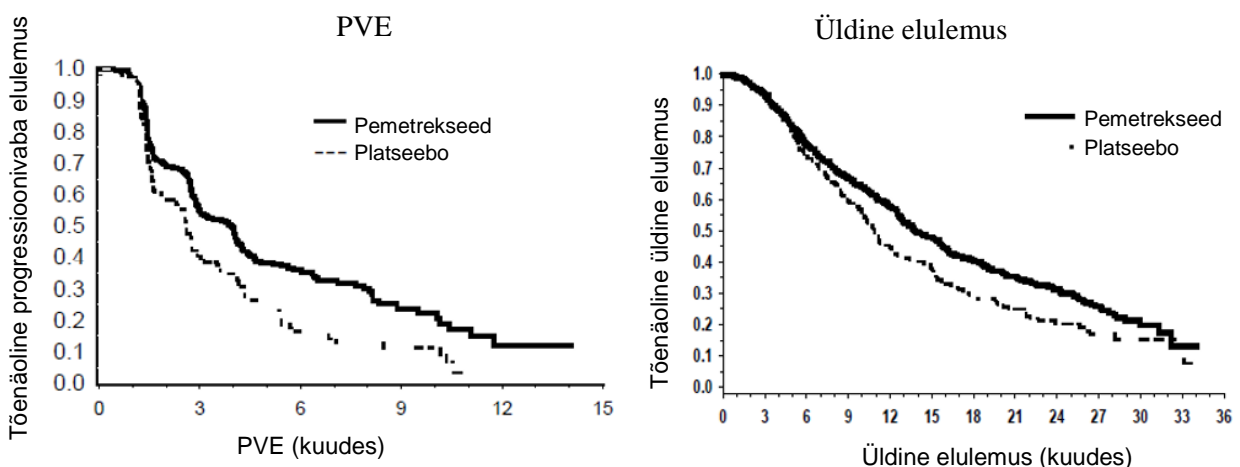 PVE
Tõenäoline progressioonivaba elulemus
1.0
0.9
0.8
0.7
0.6
0.5
0.4
0.3
0.2
0.1
0.0
Pemetrekseed
Platseebo
0 3 6 9 12 15
PVE (kuudes)
Üldine elulemus
Tõenäoline üldine elulemus
1.0
0.9
0.8
0.7
0.6
0.5
0.4
0.3
0.2
0.1
0.0
Pemetrekseed
Platseebo
0 3 6 9 12 15 18 21 24 27 30 33 36
Üldine elulemus (kuudes)